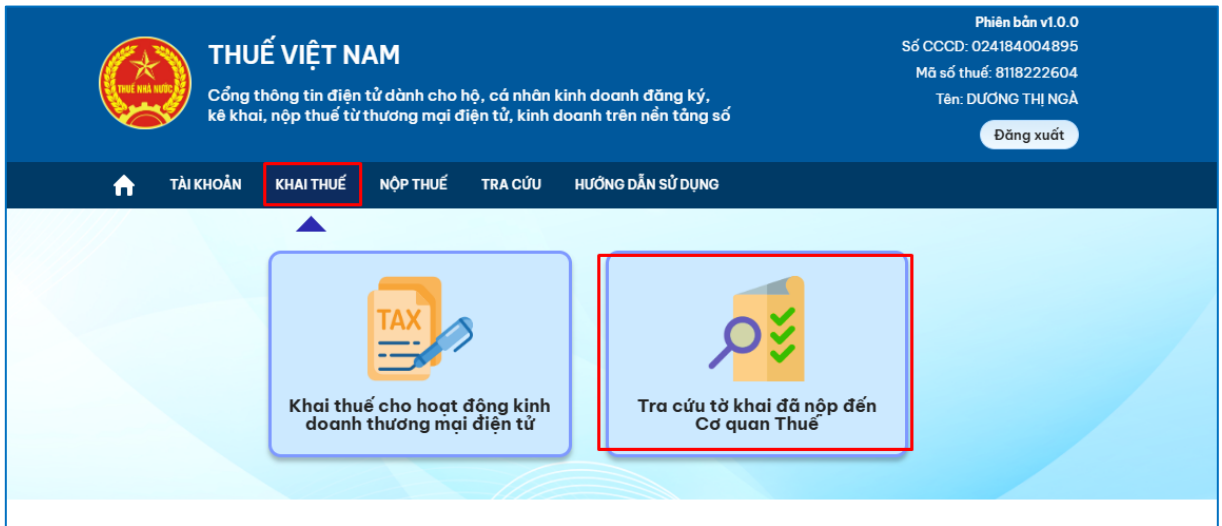 Phiên bản v1.0.0
Số CCCD: 024184004895
Mã số thuế: 8118222604
Tên: DƯƠNG THỊ NGÀ
Đăng xuất
THUẾ NHÀ NƯỚC
THUẾ VIỆT NAM
Cổng thông tin điện tử dành cho hộ, cá nhân kinh doanh đăng ký,
kê khai, nộp thuế từ thương mại điện tử, kinh doanh trên nền tảng số
TÀI KHOẢN KHAI THUẾ NỘP THUẾ TRA CỨU HƯỚNG DẪN SỬ DỤNG
TAX
Khai thuế cho hoạt động kinh
doanh thương mại điện tử
Tra cứu tờ khai đã nộp đến
Cơ quan Thuế